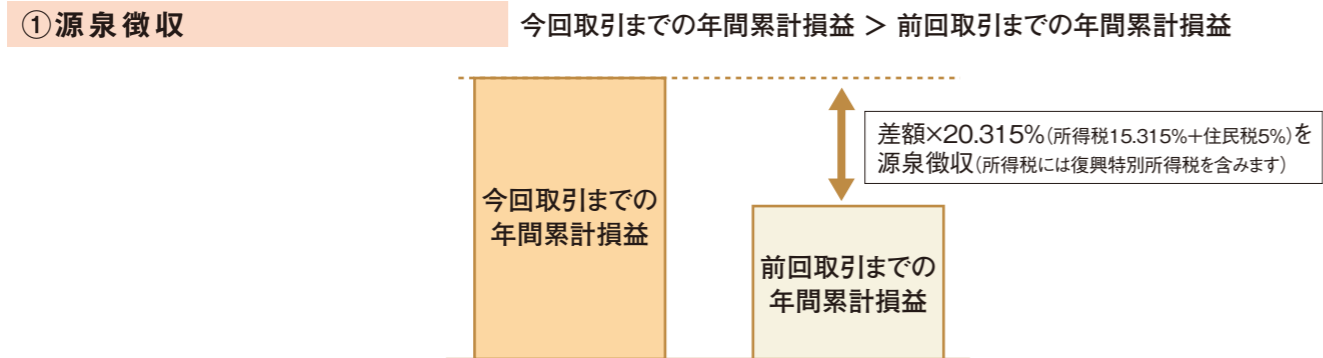 ①源泉徴収
今回取引までの年間累計損益 > 前回取引までの年間累計損益
差額×20.315%(所得税15.315%+住民税5%)を
源泉徴収(所得税には復興特別所得税を含みます)
今回取引までの
年間累計損益
前回取引までの
年間累計損益